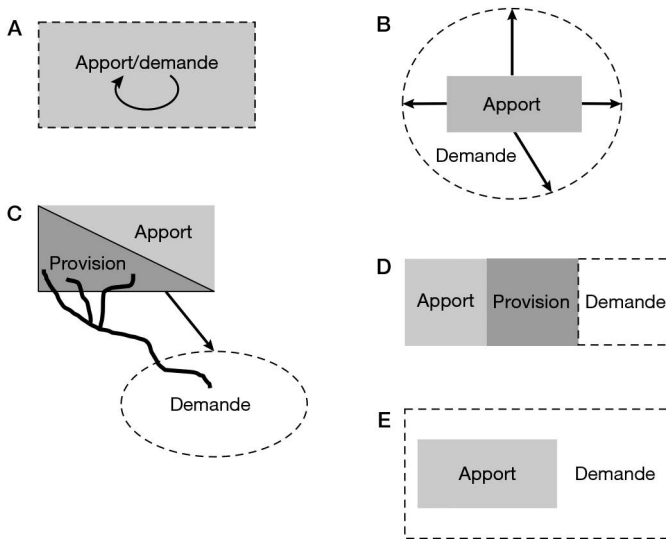 A
Apport/demande
B
Apport
Demande
C
Apport
Provision
Demande
D
Apport Provision Demande
E
Apport Demande